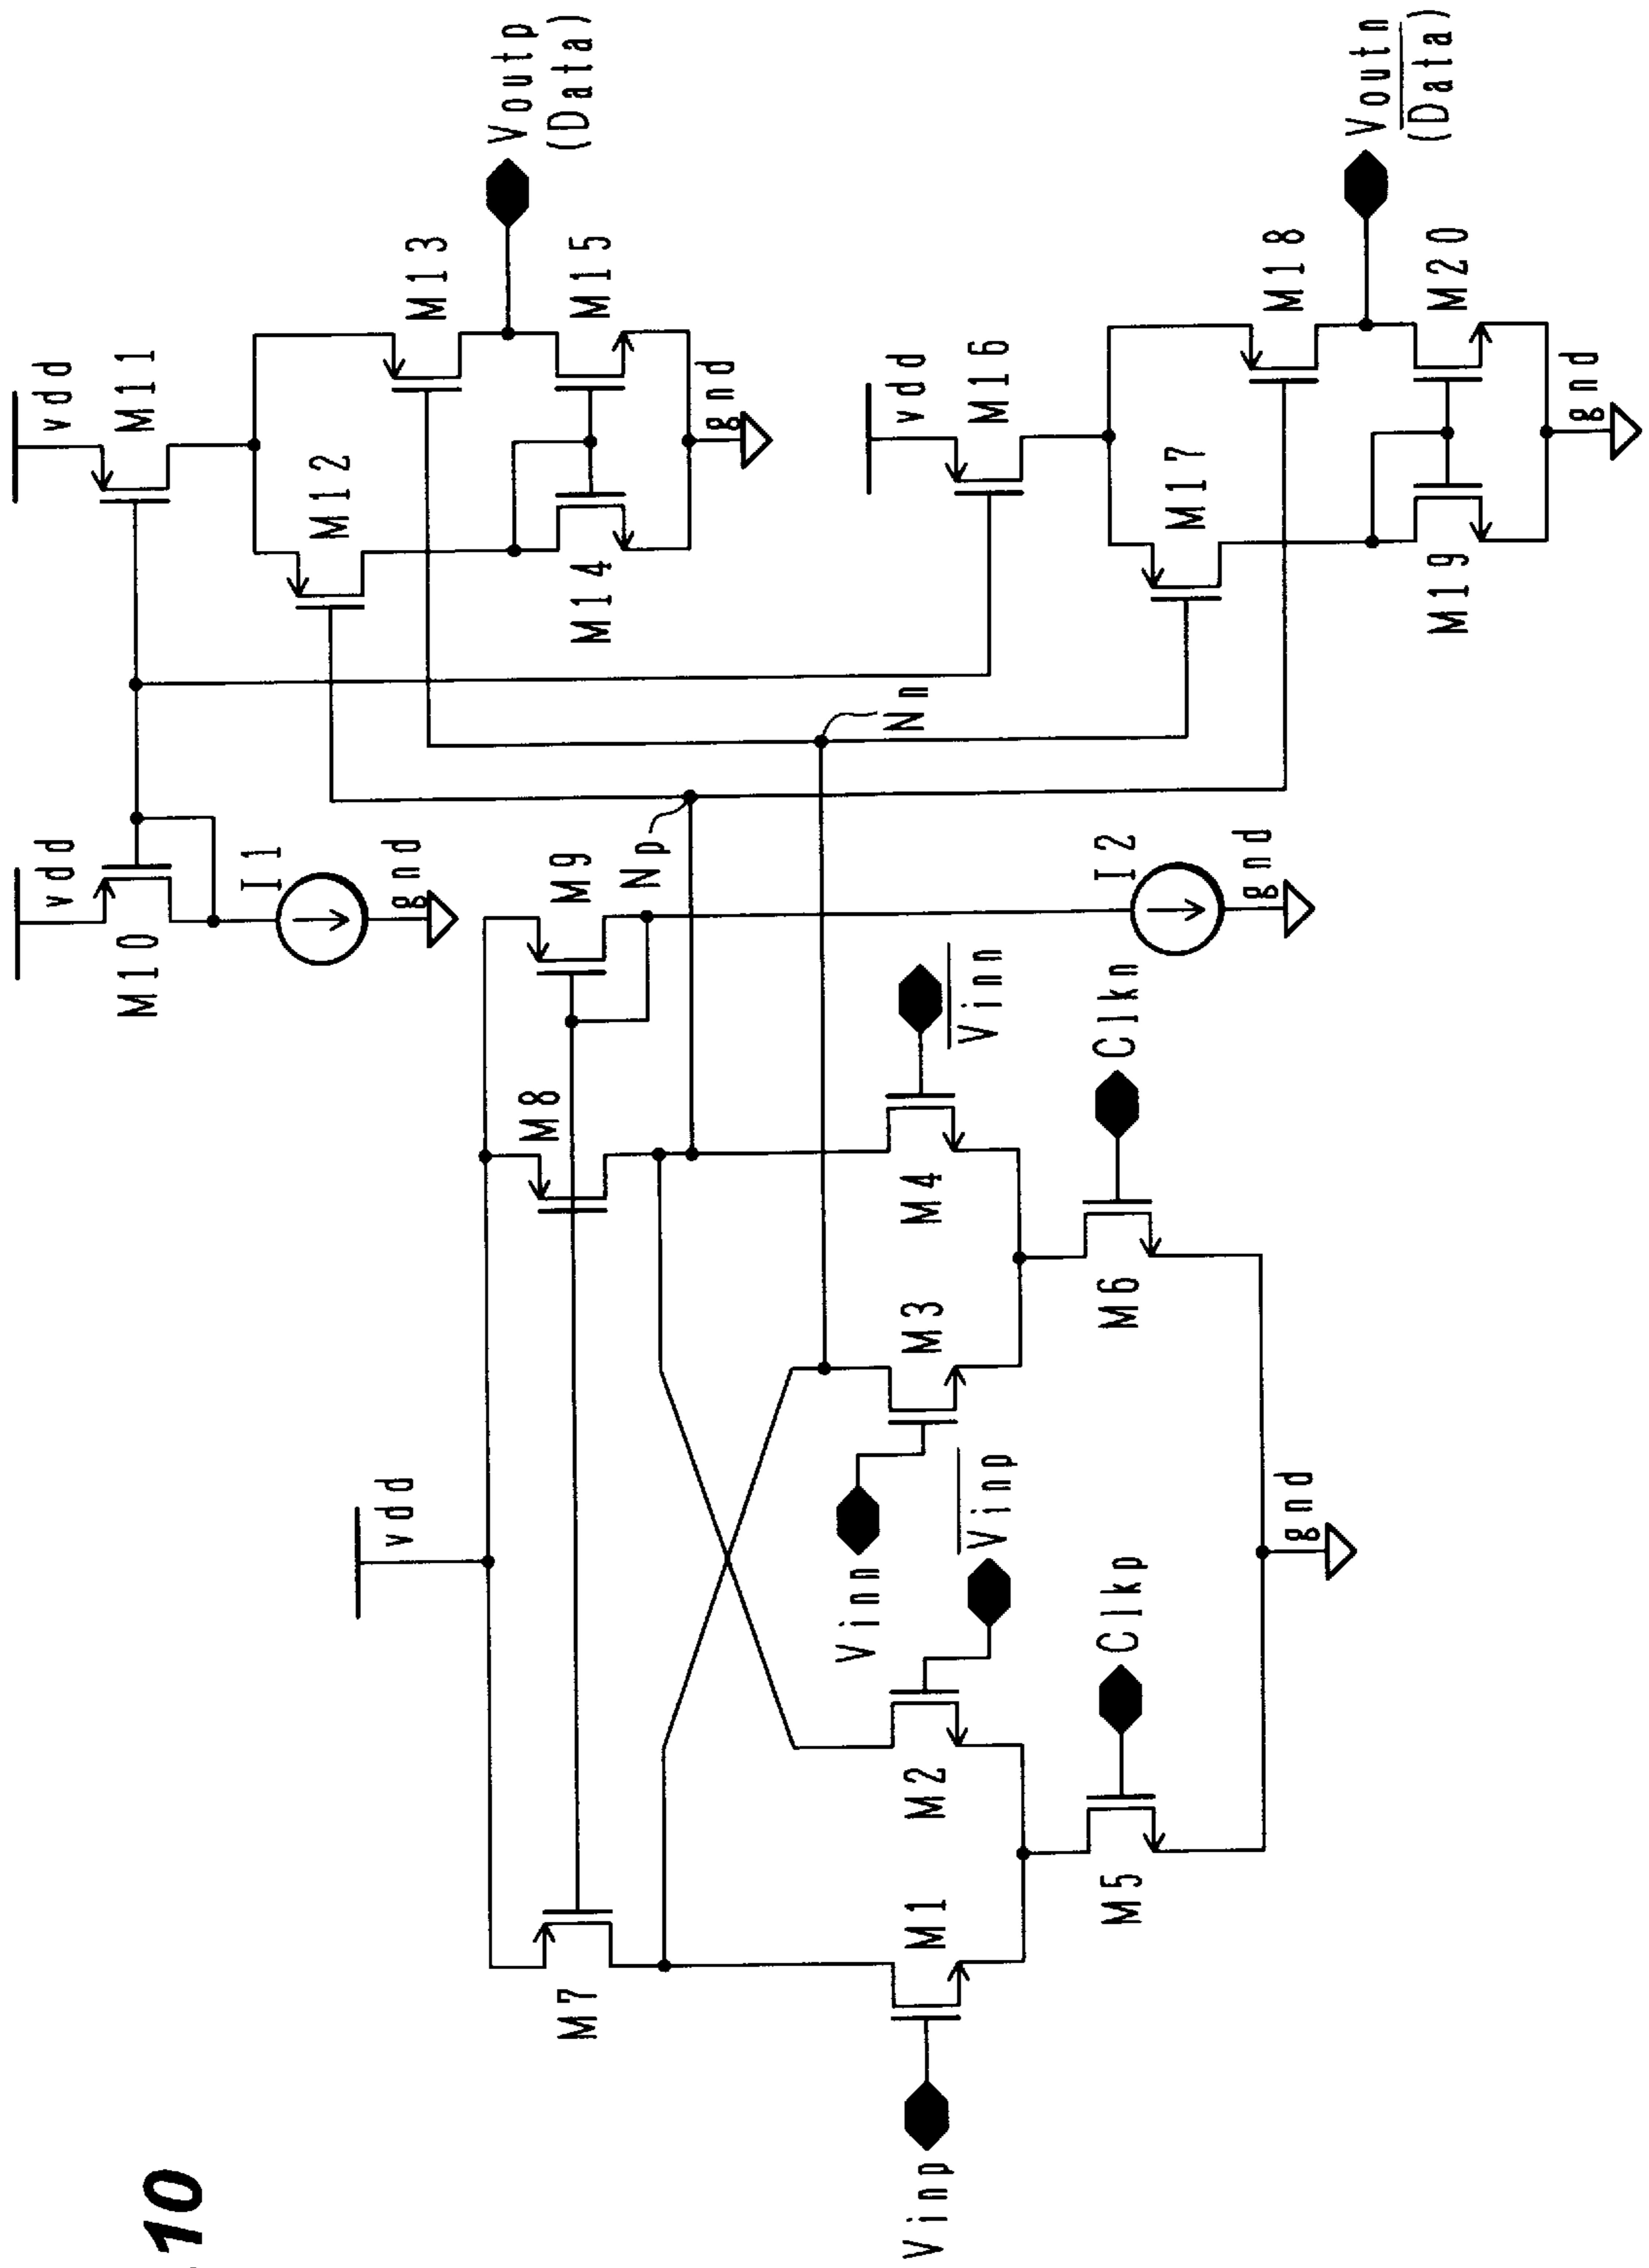 10
vdd
M10
I1
gnd
vdd
M11
M12
M13
Voutp
(Data)
M14
M15
gnd
vdd
M7
M8
M9
Np
Nn
vdd
M16
M17
M18
Voutn
(Data)
M19
M20
gnd
Vinp
M1
M2
Vinp
Vinn
M3
M4
Vinn
I2
gnd
M5
Clkp
M6
Clkn
gnd